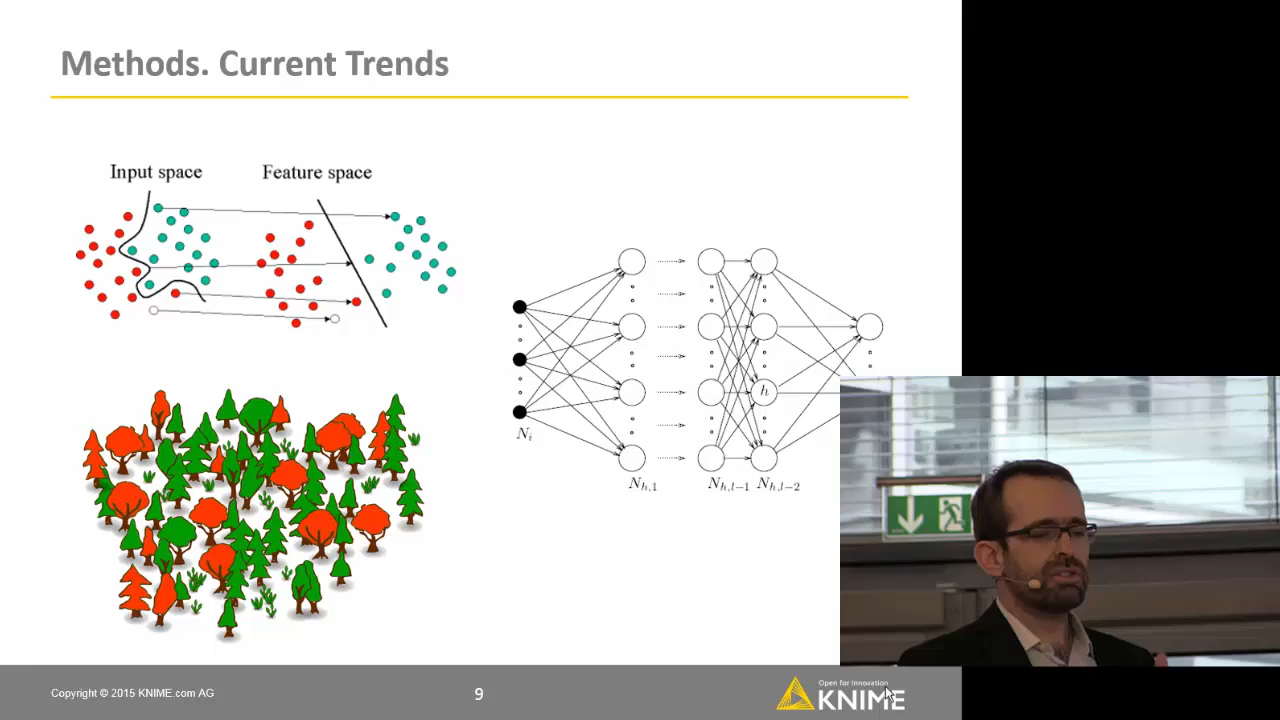 Methods. Current Trends
Input space
Feature space
h
N_i
N_{h,1}
N_{h,l-1}
N_{h,l-2}
Copyright © 2015 KNIME.com AG
9
Open for Innovation
KNIME